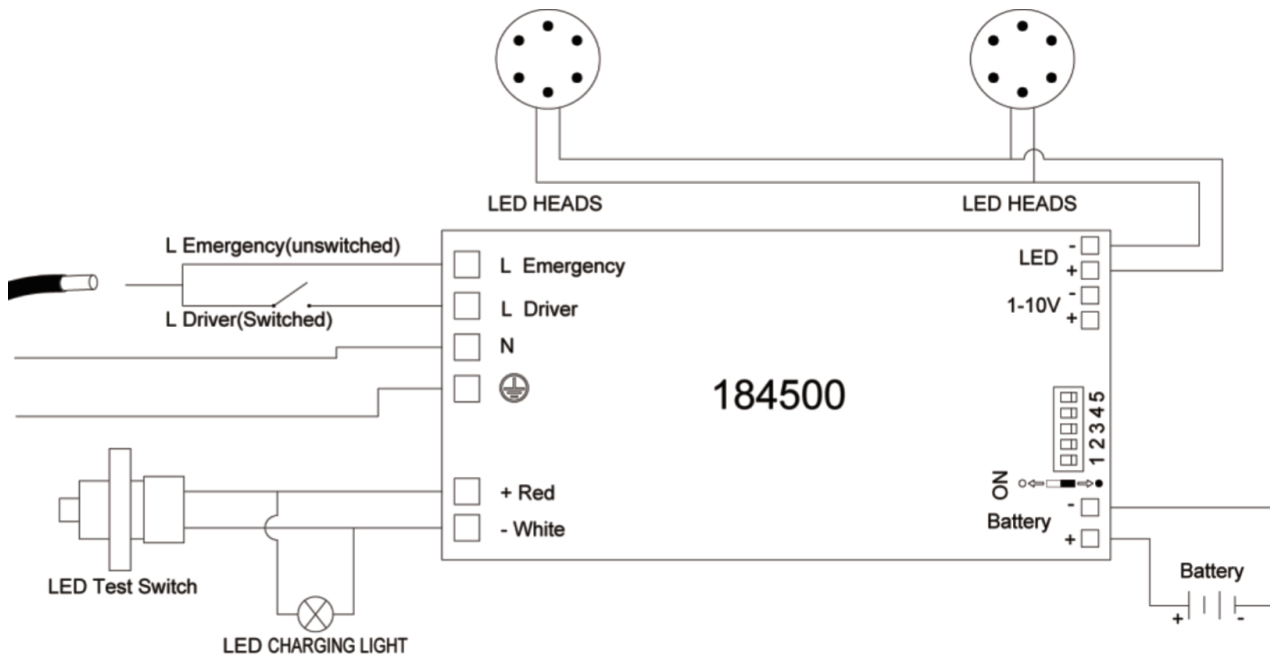 LED HEADS
LED HEADS
L Emergency(unswitched)
L Driver(Switched)
L Emergency
L Driver
N
+ Red
- White
184500
LED
-
+
1-10V
-
+
1 2 3 4 5
ON
Battery
-
+
Battery
+ -
LED Test Switch
LED CHARGING LIGHT